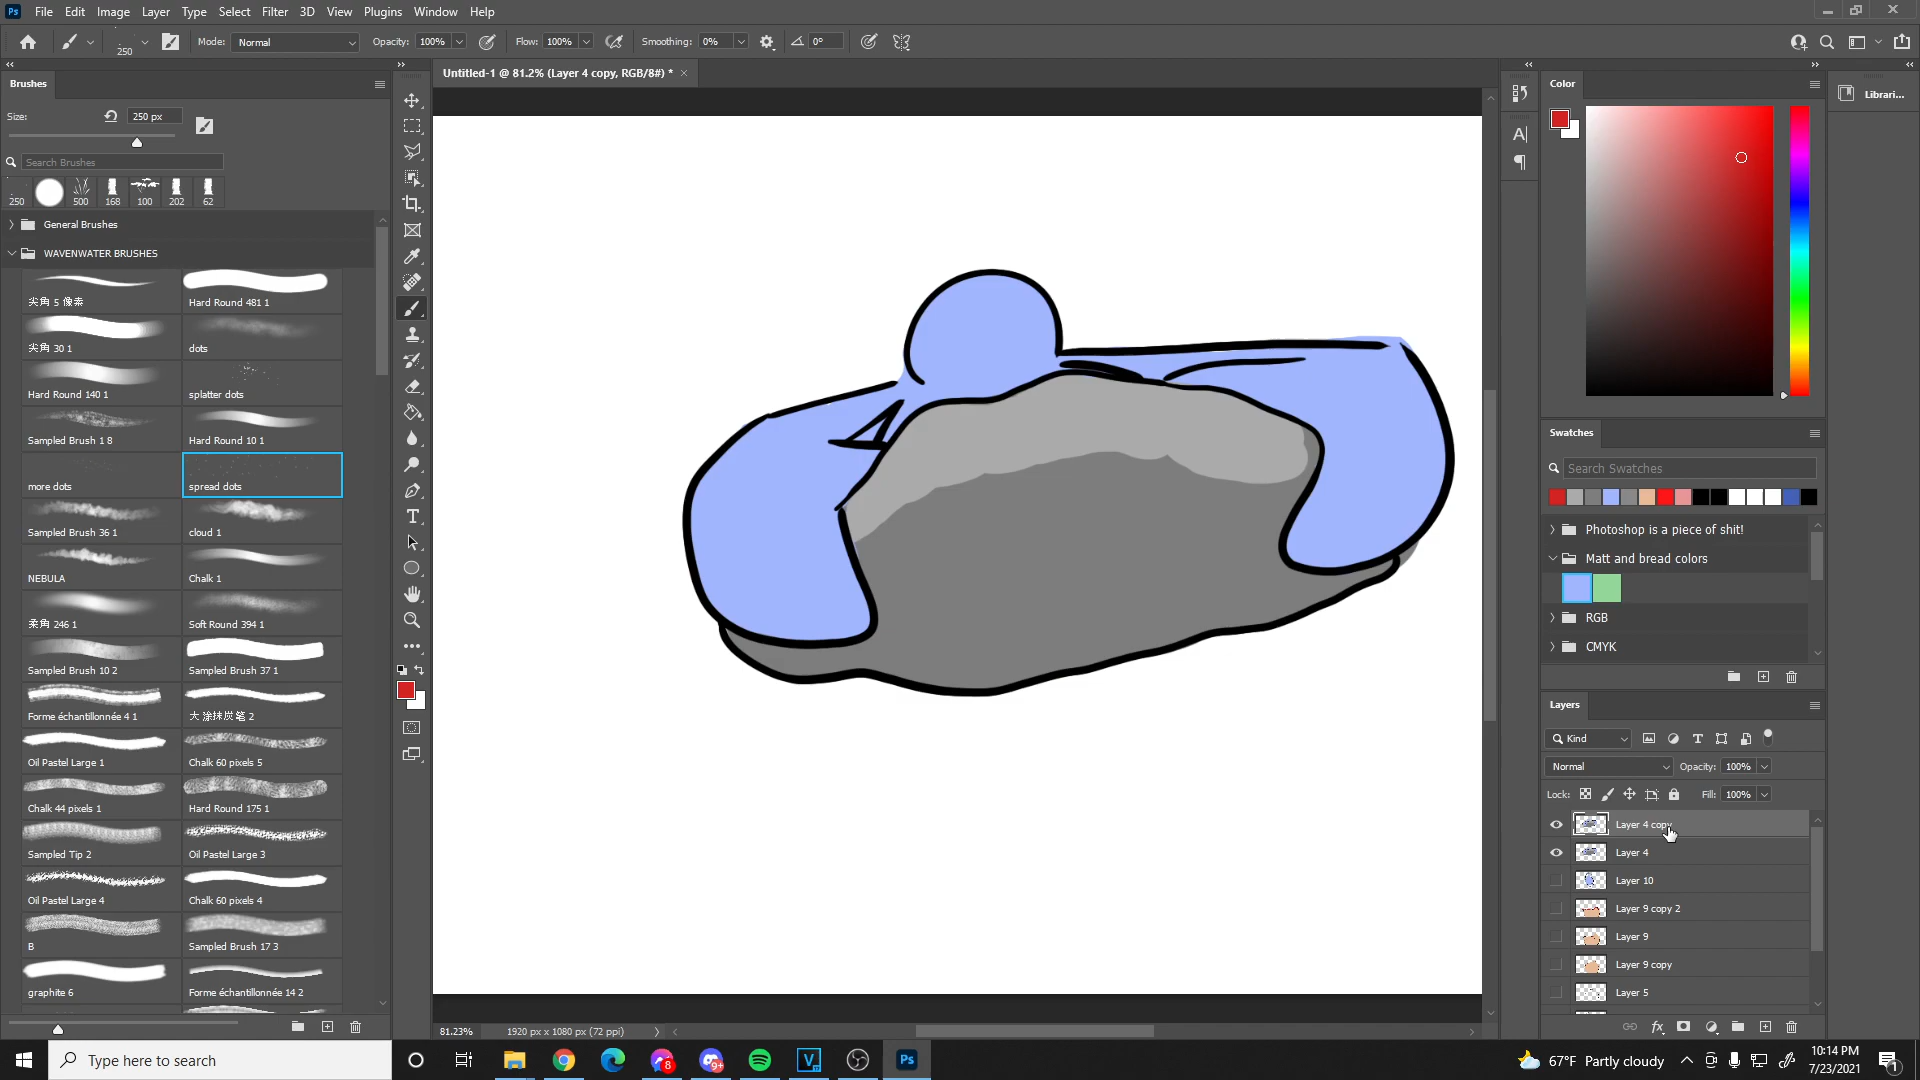 Ps File Edit Image Layer Type Select Filter 3D View Plugins Window Help
250 Mode: Normal Opacity: 100% Flow: 100% Smoothing: 0% 0°
Brushes
Untitled-1 @ 81.2% (Layer 4 copy, RGB/8#) * ×
Color
Librari...
Size: 250 px
Search Brushes
250 500 168 100 202 62
General Brushes
WAVENWATER BRUSHES
尖角 5 像素 Hard Round 481 1
尖角 30 1 dots
Hard Round 140 1 splatter dots
Sampled Brush 1 8 Hard Round 10 1
more dots spread dots
Sampled Brush 36 1 cloud 1
NEBULA Chalk 1
柔角 246 1 Soft Round 394 1
Sampled Brush 10 2 Sampled Brush 37 1
Forme échantillonnée 4 1 大 涂抹炭笔 2
Oil Pastel Large 1 Chalk 60 pixels 5
Chalk 44 pixels 1 Hard Round 175 1
Sampled Tip 2 Oil Pastel Large 3
Oil Pastel Large 4 Chalk 60 pixels 4
B Sampled Brush 17 3
graphite 6 Forme échantillonnée 14 2
Swatches
Search Swatches
Photoshop is a piece of shit!
Matt and bread colors
RGB
CMYK
Layers
Kind
Normal Opacity: 100%
Lock: Fill: 100%
Layer 4 copy
Layer 4
Layer 10
Layer 9 copy 2
Layer 9
Layer 9 copy
Layer 5
81.23% 1920 px x 1080 px (72 ppi)
Type here to search
8 9+ V Ps
67°F Partly cloudy
10:14 PM
7/23/2021
1